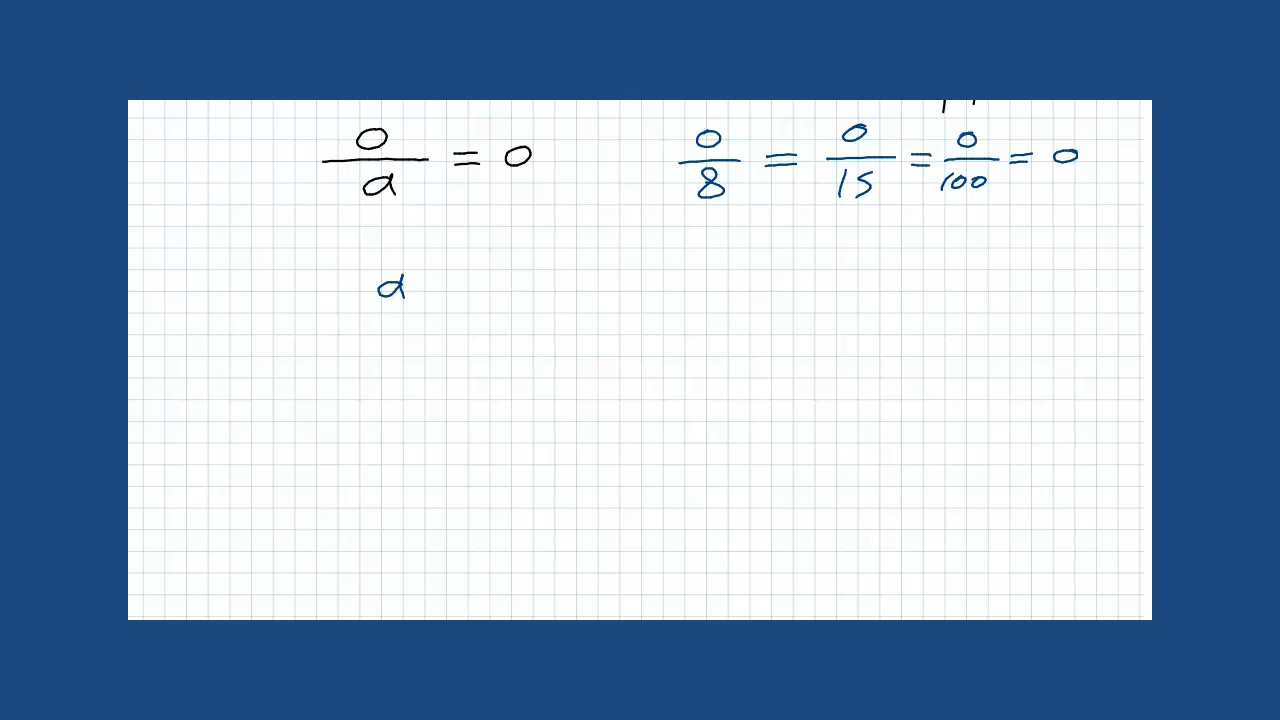 0/a = 0    0/8 = 0/15 = 0/100 = 0
a